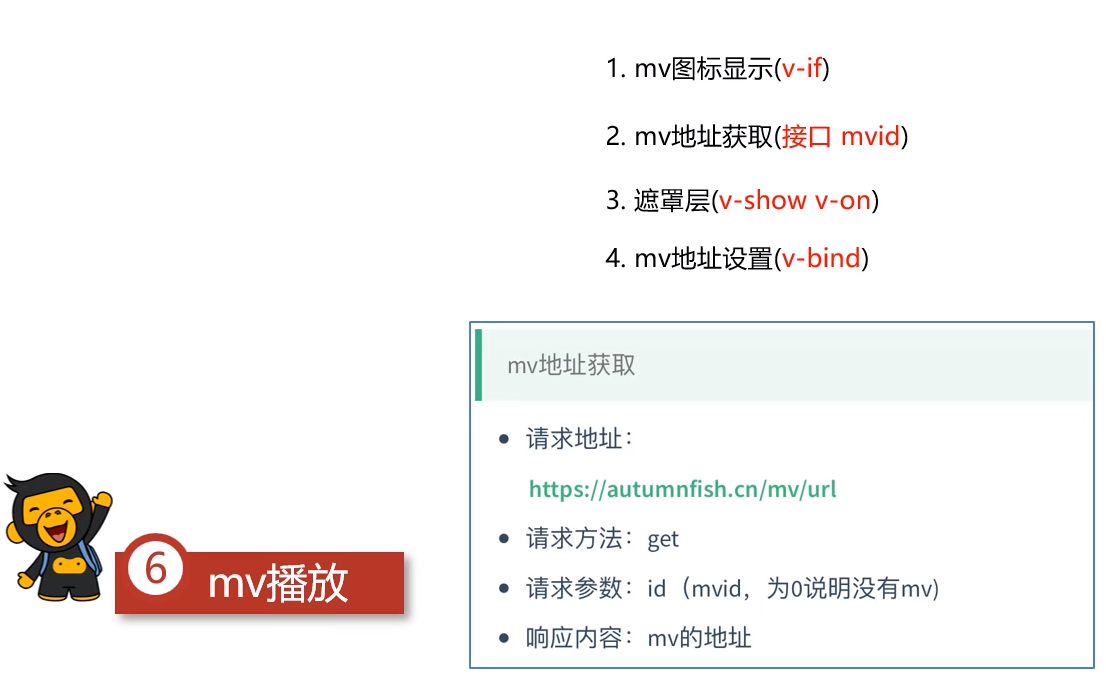 1. mv图标显示(v-if)
2. mv地址获取(接口 mvid)
3. 遮罩层(v-show v-on)
4. mv地址设置(v-bind)
mv地址获取
请求地址：
https://autumnfish.cn/mv/url
请求方法：get
请求参数：id（mvid，为0说明没有mv)
响应内容：mv的地址
6 mv播放